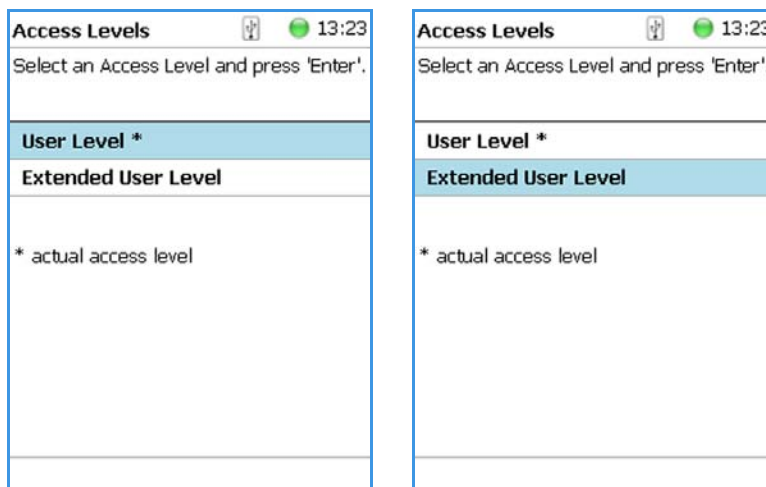 Access Levels 13:23
Select an Access Level and press 'Enter'.
User Level *
Extended User Level
* actual access level
Access Levels 13:23
Select an Access Level and press 'Enter'
User Level *
Extended User Level
* actual access level